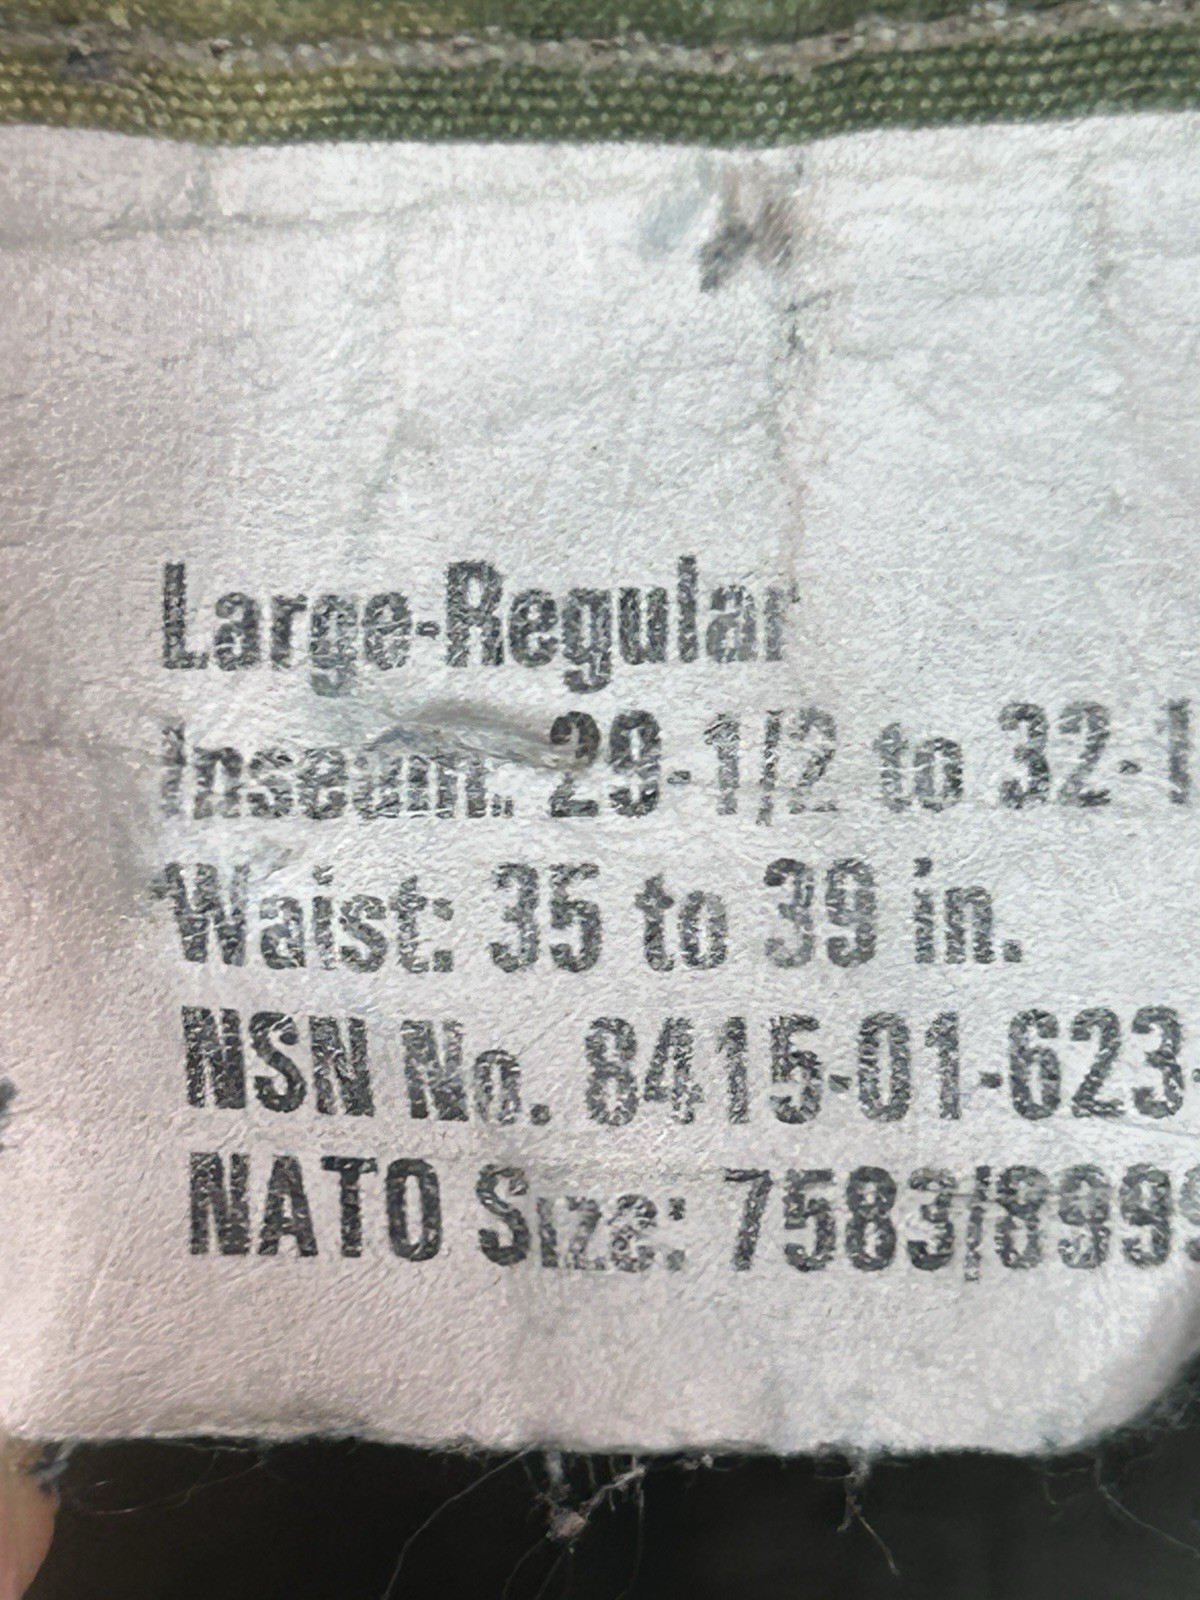 Large-Regular
Inseam: 29-1/2 to 32-1
Waist: 35 to 39 in.
NSN No. 8415-01-623-
NATO Size: 7583/8999